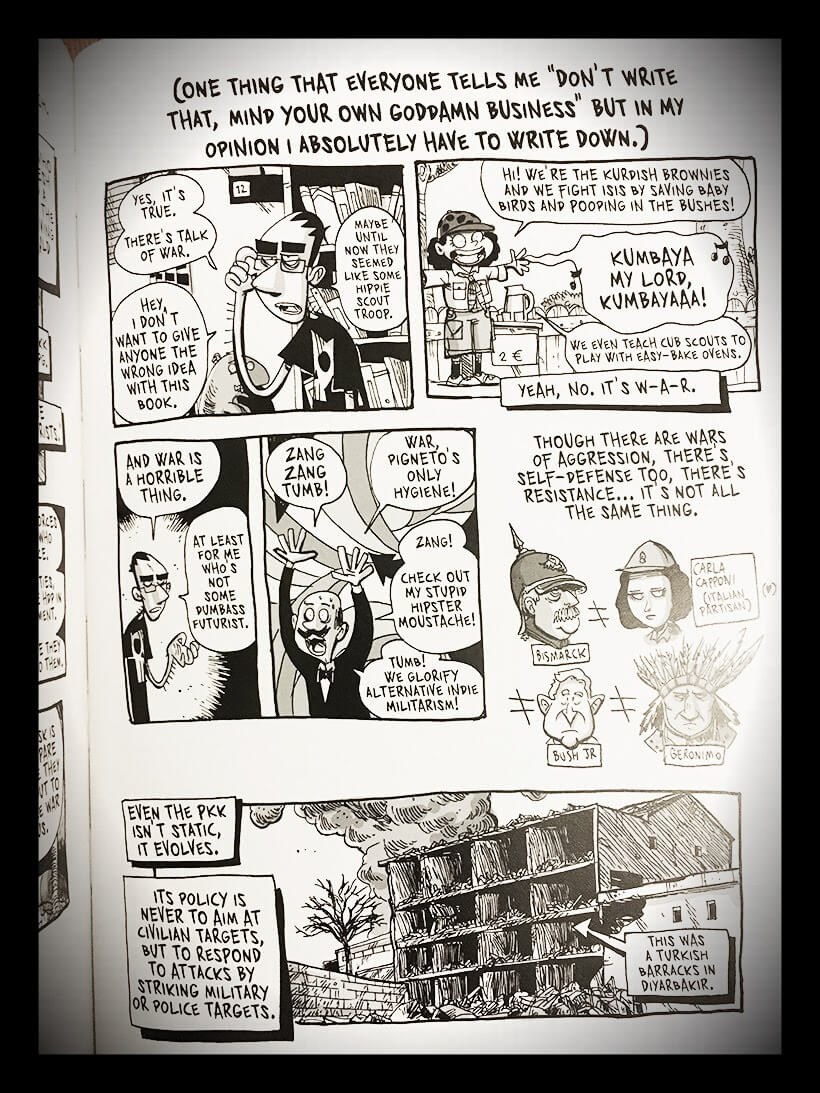 (ONE THING THAT EVERYONE TELLS ME "DON'T WRITE
THAT, MIND YOUR OWN GODDAMN BUSINESS" BUT IN MY
OPINION I ABSOLUTELY HAVE TO WRITE DOWN.)
YES, IT'S
TRUE.
THERE'S TALK
OF WAR.
12
HEY,
I DON'T
WANT TO GIVE
ANYONE THE
WRONG IDEA
WITH THIS
BOOK.
MAYBE
UNTIL
NOW THEY
SEEMED
LIKE SOME
HIPPIE
SCOUT
TROOP.
HI! WE'RE THE KURDISH BROWNIES
AND WE FIGHT ISIS BY SAVING BABY
BIRDS AND POOPING IN THE BUSHES!
KUMBAYA
MY LORD,
KUMBAYAAA!
WE EVEN TEACH CUB SCOUTS TO
PLAY WITH EASY-BAKE OVENS.
2 €
YEAH, NO. IT'S W-A-R.
AND WAR IS
A HORRIBLE
THING.
AT LEAST
FOR ME
WHO'S
NOT
SOME
DUMBASS
FUTURIST.
ZANG
ZANG
TUMB!
WAR,
PIGNETO'S
ONLY
HYGIENE!
ZANG!
CHECK OUT
MY STUPID
HIPSTER
MOUSTACHE!
TUMB!
WE GLORIFY
ALTERNATIVE INDIE
MILITARISM!
THOUGH THERE ARE WARS
OF AGGRESSION, THERE'S
SELF-DEFENSE TOO, THERE'S
RESISTANCE... IT'S NOT ALL
THE SAME THING.
BISMARCK
≠
CARLA
CAPPONI
(ITALIAN
PARTISAN)
(♥)
≠
BUSH JR
≠
GERONIMO
EVEN THE PKK
ISN'T STATIC,
IT EVOLVES.
ITS POLICY IS
NEVER TO AIM AT
CIVILIAN TARGETS,
BUT TO RESPOND
TO ATTACKS BY
STRIKING MILITARY
OR POLICE TARGETS.
THIS WAS
A TURKISH
BARRACKS IN
DIYARBAKIR.